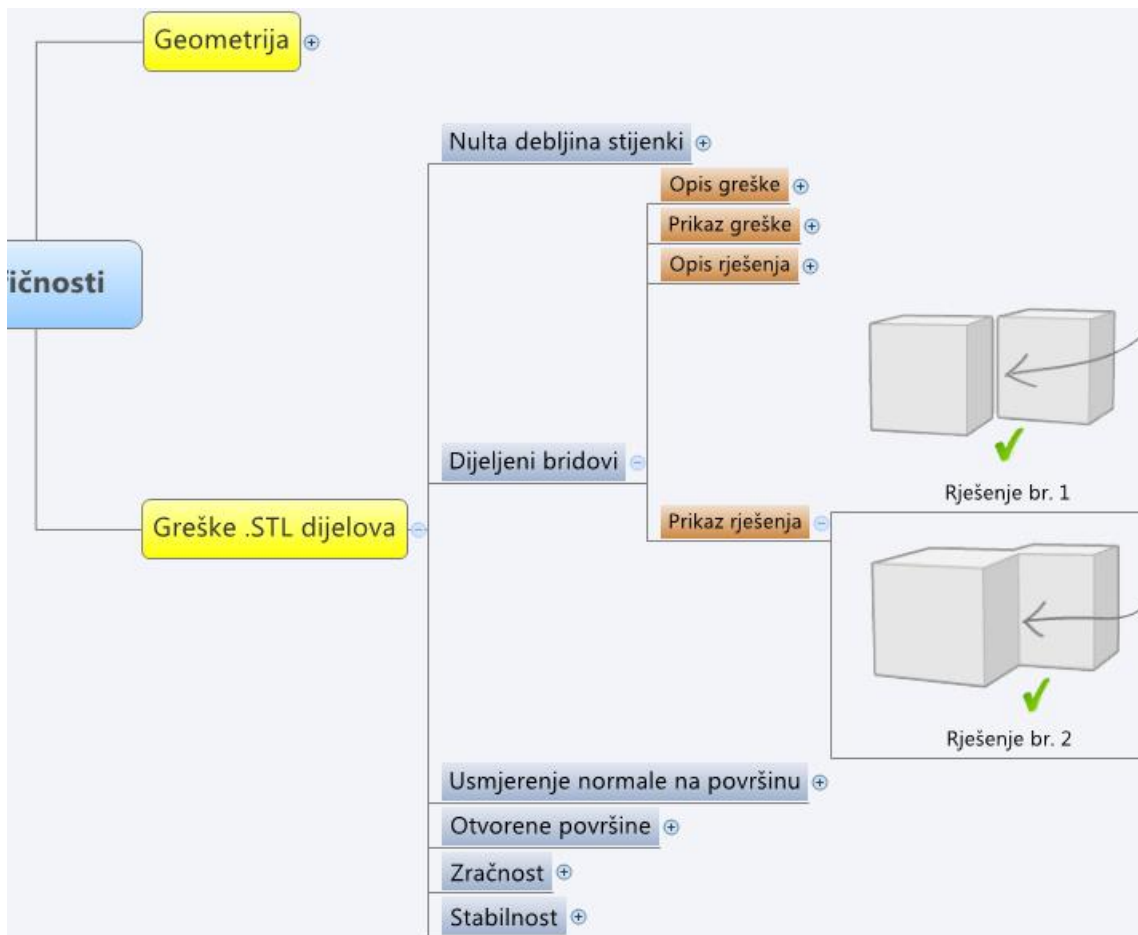 Geometrija
Nulta debljina stijenki
Opis greške
Prikaz greške
Opis rješenja
ičnosti
Dijeljeni bridovi
Rješenje br. 1
Prikaz rješenja
Greške .STL dijelova
Rješenje br. 2
Usmjerenje normale na površinu
Otvorene površine
Zračnost
Stabilnost